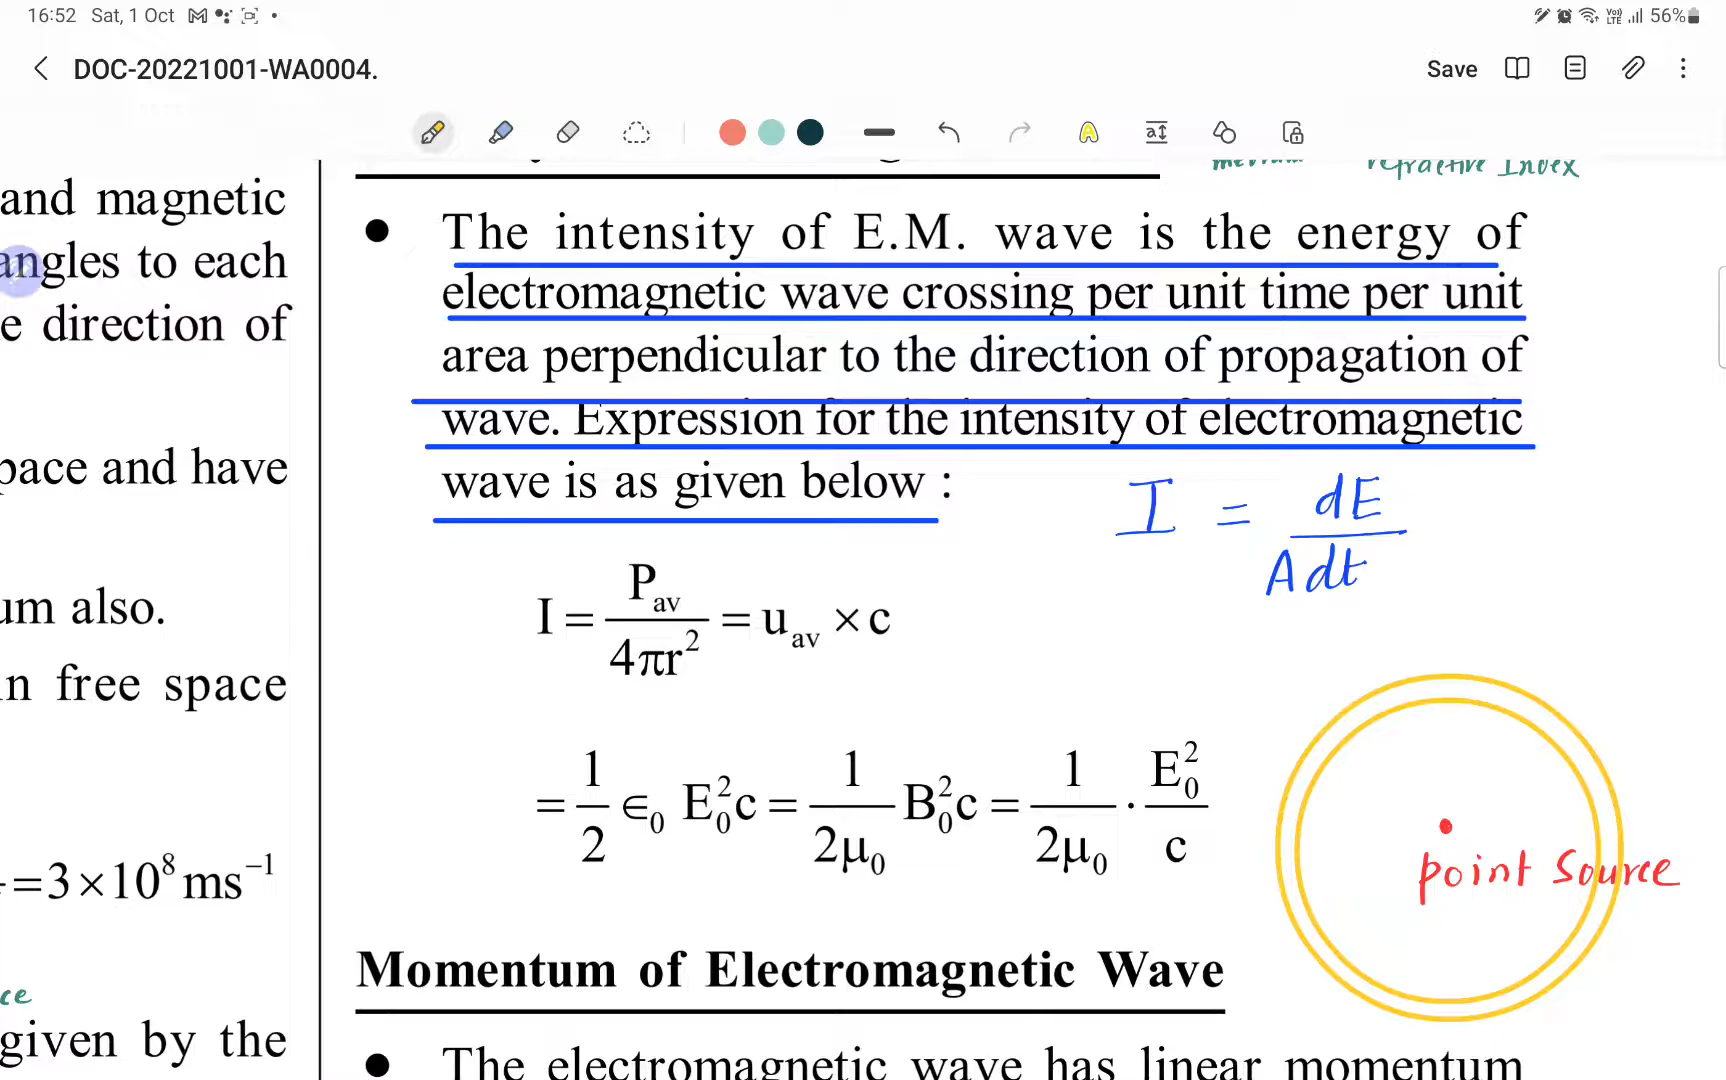 16:52 Sat, 1 Oct
56%
DOC-20221001-WA0004.
Save
refractive Index
and magnetic
angles to each
e direction of
pace and have
um also.
n free space
=3×10⁸ ms⁻¹
ce
given by the
• The intensity of E.M. wave is the energy of
electromagnetic wave crossing per unit time per unit
area perpendicular to the direction of propagation of
wave. Expression for the intensity of electromagnetic
wave is as given below :
I = dE / A dt
I = P_av / 4πr² = u_av × c
= 1/2 ∈₀ E₀²c = 1/2μ₀ B₀²c = 1/2μ₀ · E₀²/c
point Source
Momentum of Electromagnetic Wave
• The electromagnetic wave has linear momentum